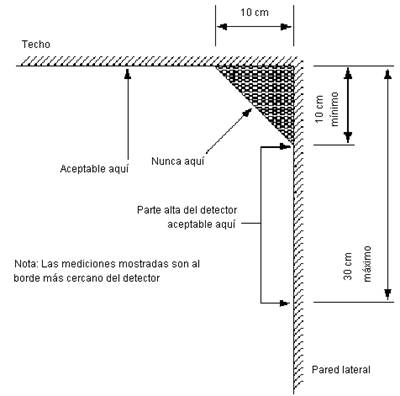 10 cm
Techo
10 cm
mínimo
Nunca aquí
Aceptable aquí
Parte alta del detector
aceptable aquí
Nota: Las mediciones mostradas son al
borde más cercano del detector
30 cm
máximo
Pared lateral